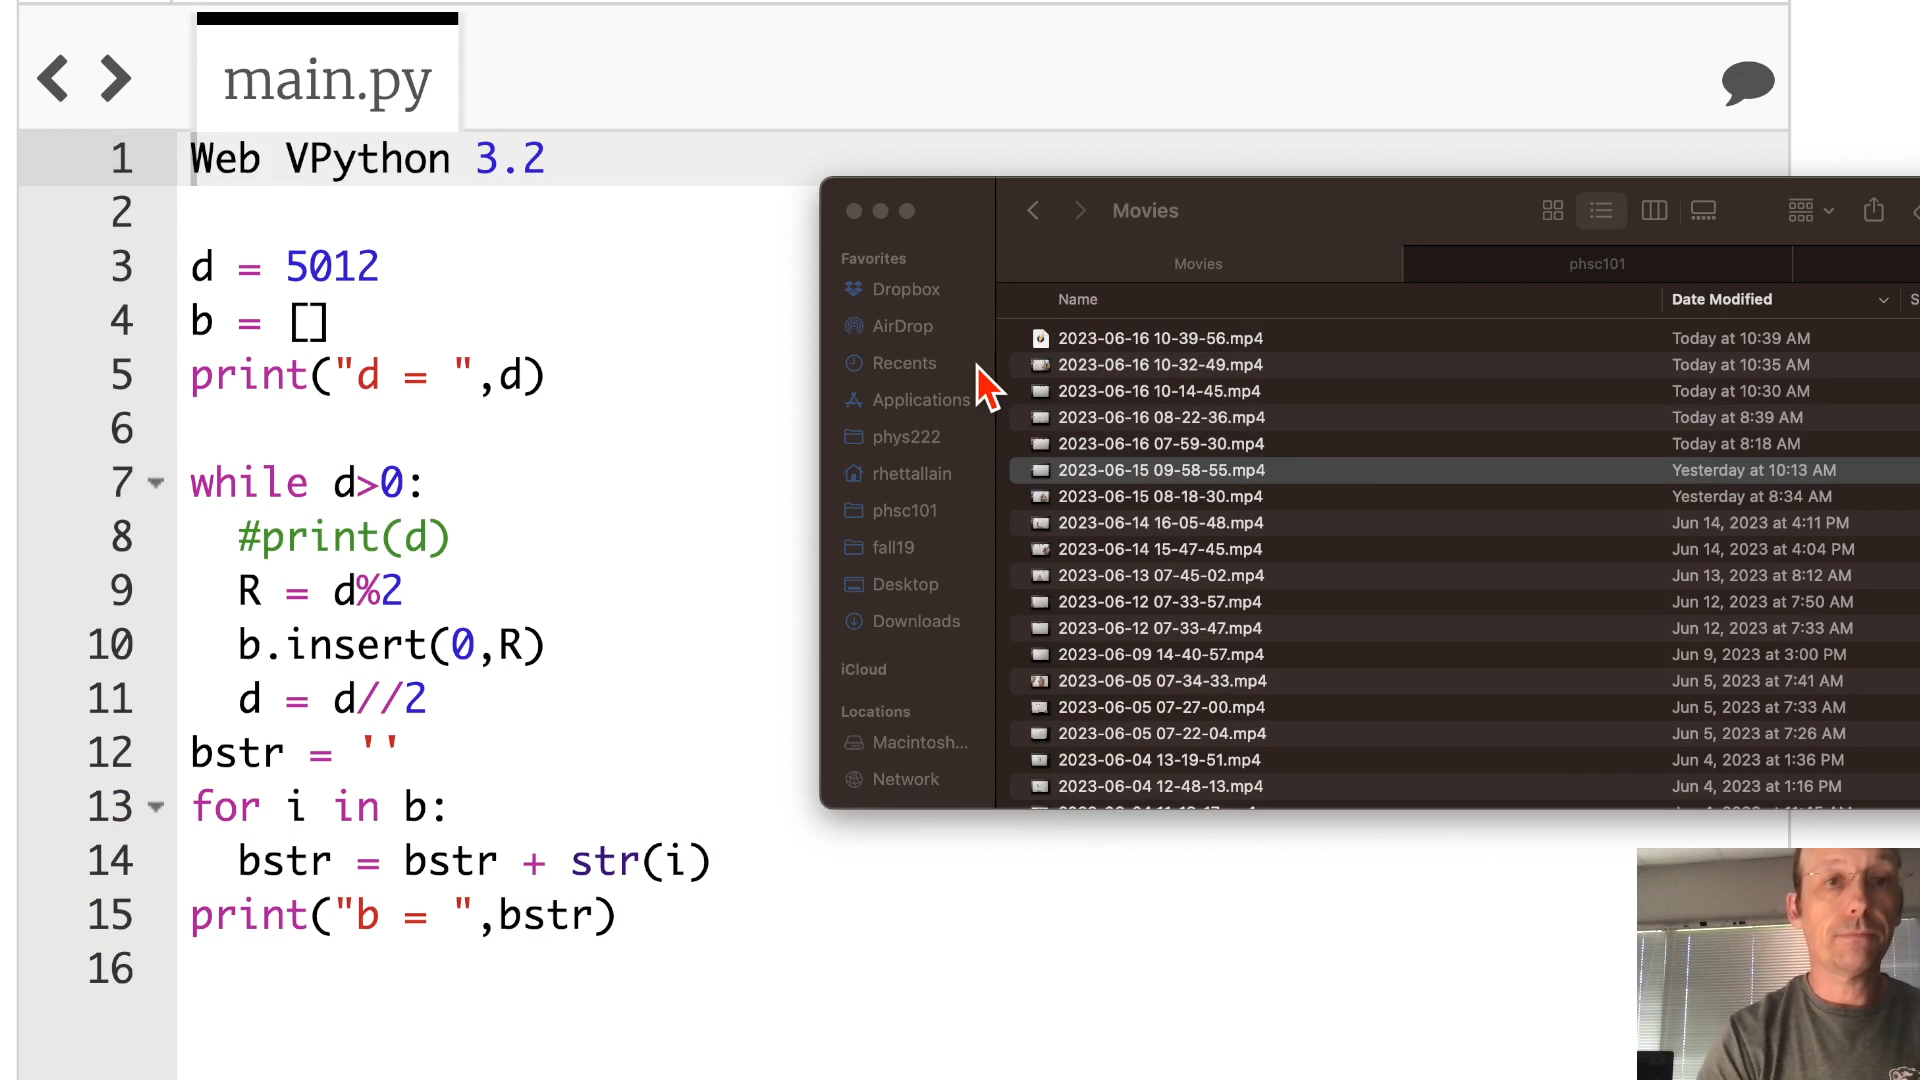 main.py
1 Web VPython 3.2
2
3 d = 5012
4 b = []
5 print("d = ",d)
6
7 while d>0:
8 #print(d)
9 R = d%2
10 b.insert(0,R)
11 d = d//2
12 bstr = ''
13 for i in b:
14 bstr = bstr + str(i)
15 print("b = ",bstr)
16
Movies
Favorites
Dropbox
AirDrop
Recents
Applications
phys222
rhettallain
phsc101
fall19
Desktop
Downloads
iCloud
Locations
Macintosh...
Network
Movies phsc101
Name Date Modified S
2023-06-16 10-39-56.mp4 Today at 10:39 AM
2023-06-16 10-32-49.mp4 Today at 10:35 AM
2023-06-16 10-14-45.mp4 Today at 10:30 AM
2023-06-16 08-22-36.mp4 Today at 8:39 AM
2023-06-16 07-59-30.mp4 Today at 8:18 AM
2023-06-15 09-58-55.mp4 Yesterday at 10:13 AM
2023-06-15 08-18-30.mp4 Yesterday at 8:34 AM
2023-06-14 16-05-48.mp4 Jun 14, 2023 at 4:11 PM
2023-06-14 15-47-45.mp4 Jun 14, 2023 at 4:04 PM
2023-06-13 07-45-02.mp4 Jun 13, 2023 at 8:12 AM
2023-06-12 07-33-57.mp4 Jun 12, 2023 at 7:50 AM
2023-06-12 07-33-47.mp4 Jun 12, 2023 at 7:33 AM
2023-06-09 14-40-57.mp4 Jun 9, 2023 at 3:00 PM
2023-06-05 07-34-33.mp4 Jun 5, 2023 at 7:41 AM
2023-06-05 07-27-00.mp4 Jun 5, 2023 at 7:33 AM
2023-06-05 07-22-04.mp4 Jun 5, 2023 at 7:26 AM
2023-06-04 13-19-51.mp4 Jun 4, 2023 at 1:36 PM
2023-06-04 12-48-13.mp4 Jun 4, 2023 at 1:16 PM